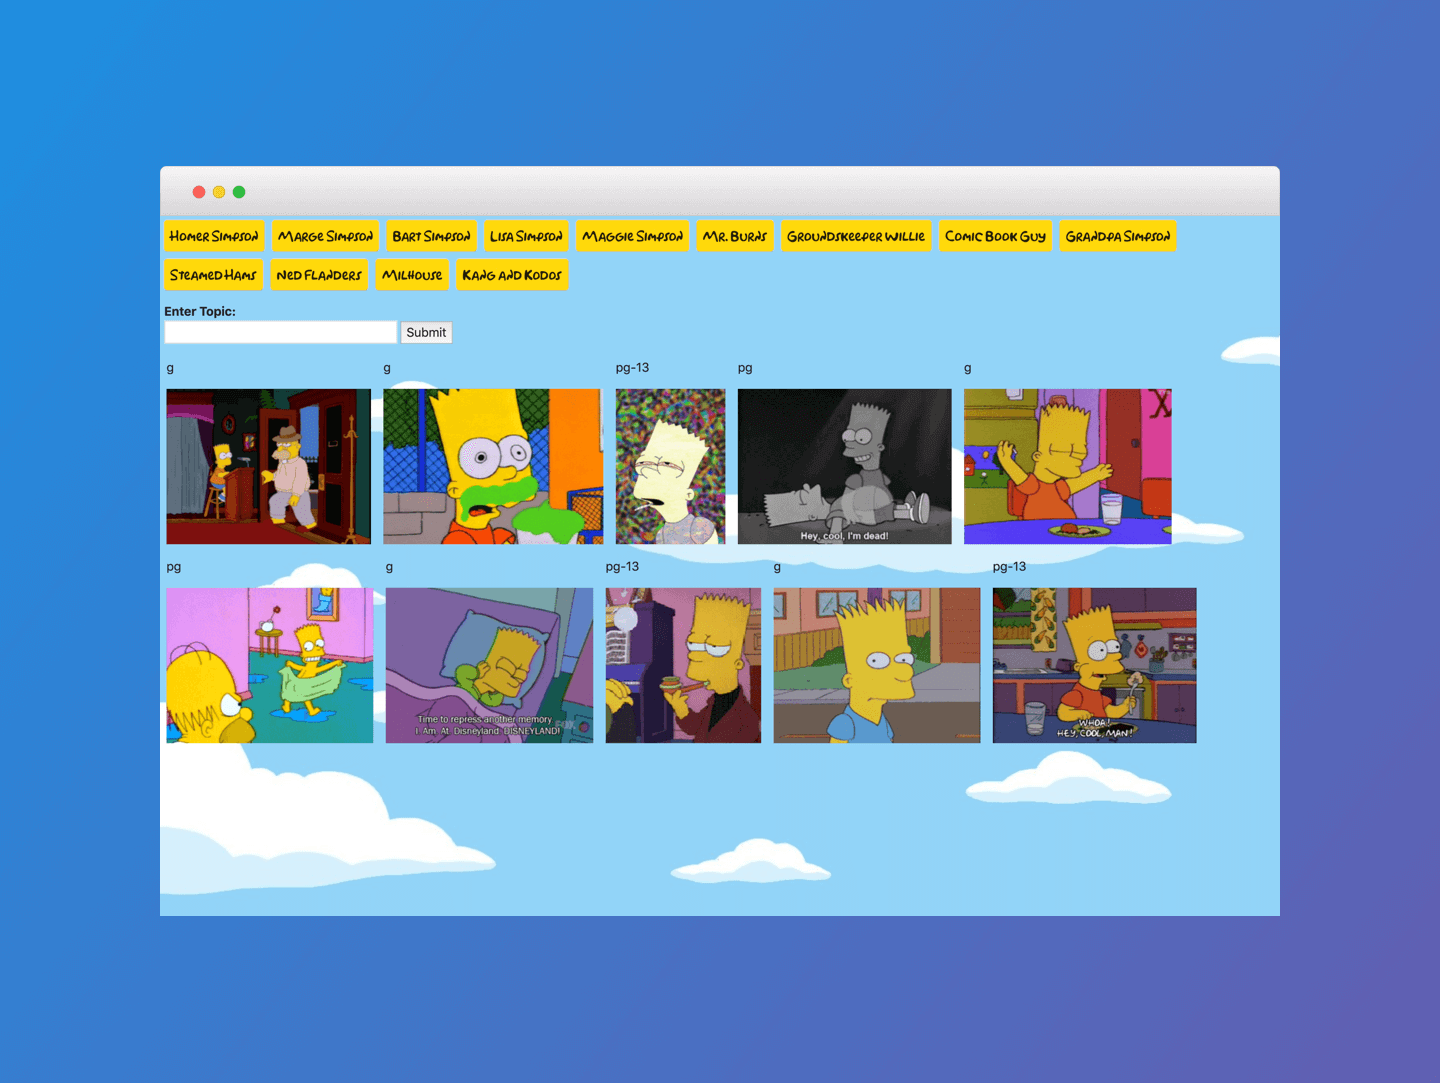 Homer Simpson Marge Simpson Bart Simpson Lisa Simpson Maggie Simpson Mr. Burns Groundskeeper Willie Comic Book Guy Grandpa Simpson
Steamed Hams Ned Flanders Milhouse Kang and Kodos
Enter Topic:
Submit
g g pg-13 pg g
Hey, cool, I'm dead!
pg g pg-13 g pg-13
Time to repress another memory.
I. Am. At. Disneyland. DISNEYLAND!
WHOA!
HEY, COOL, MAN!